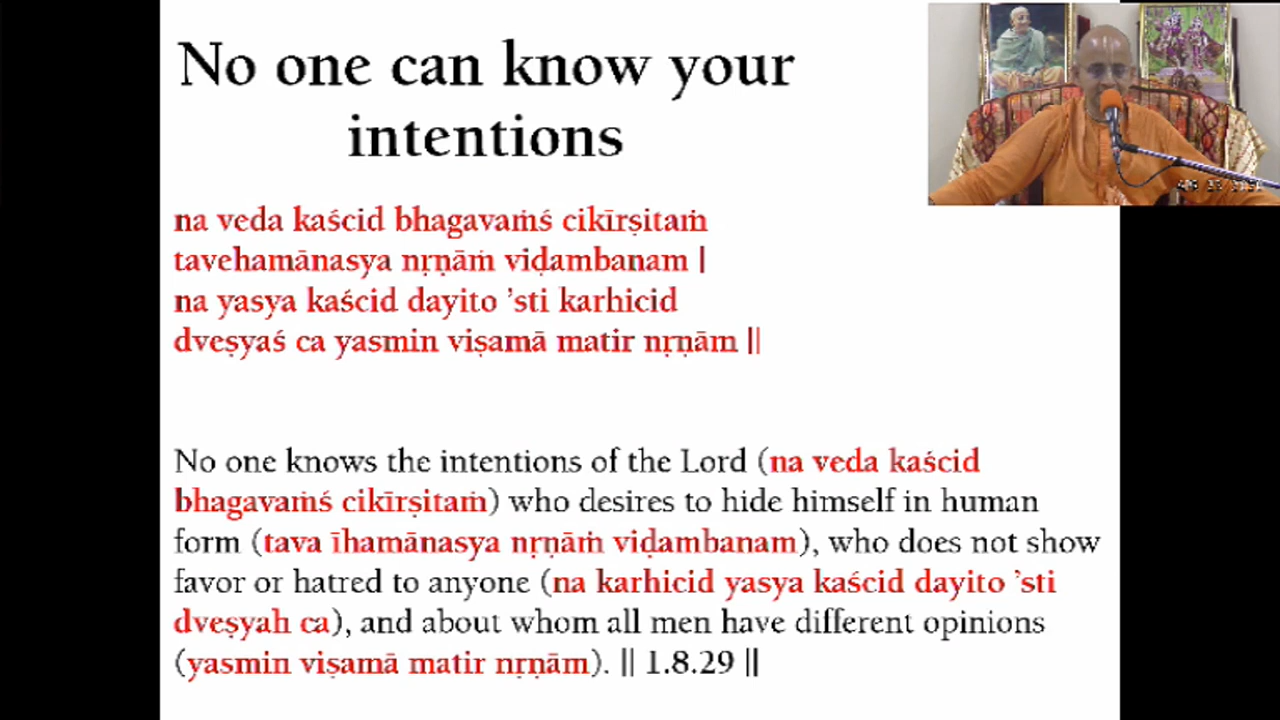 No one can know your
intentions
na veda kaścid bhagavaṁś cikīrṣitaṁ
tavehamānasya nṛṇāṁ viḍambanam |
na yasya kaścid dayito ’sti karhicid
dveṣyaś ca yasmin viṣamā matir nṛṇām ||
No one knows the intentions of the Lord (na veda kaścid
bhagavaṁś cikīrṣitaṁ) who desires to hide himself in human
form (tava īhamānasya nṛṇāṁ viḍambanam), who does not show
favor or hatred to anyone (na karhicid yasya kaścid dayito ’sti
dveṣyah ca), and about whom all men have different opinions
(yasmin viṣamā matir nṛṇām). || 1.8.29 ||